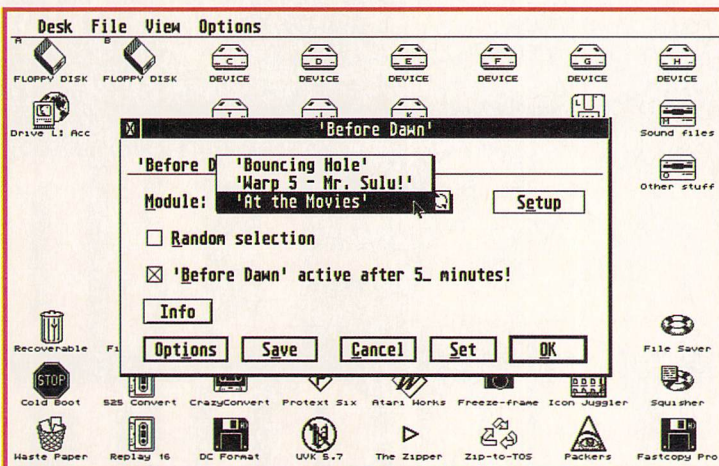 Desk File View Options
A B
FLOPPY DISK FLOPPY DISK DEVICE DEVICE DEVICE DEVICE DEVICE DEVICE
C D E F G H
Drive L: Acc Sound files
'Before Dawn'
'Before D
'Bouncing Hole'
'Warp 5 - Mr. Sulu!'
Module: 'At the Movies' Setup
Other stuff
Random selection
'Before Dawn' active after 5_ minutes!
Info
Options Save Cancel Set OK
Recoverable Fi File Saver
STOP
Cold Boot S25 Convert CrazyConvert Protext Six Atari Works Freeze-frame Icon Juggler Squisher
Waste Paper Replay 16 DC Format UVK 5.7 The Zipper Zip-to-TOS Packers Fastcopy Pro